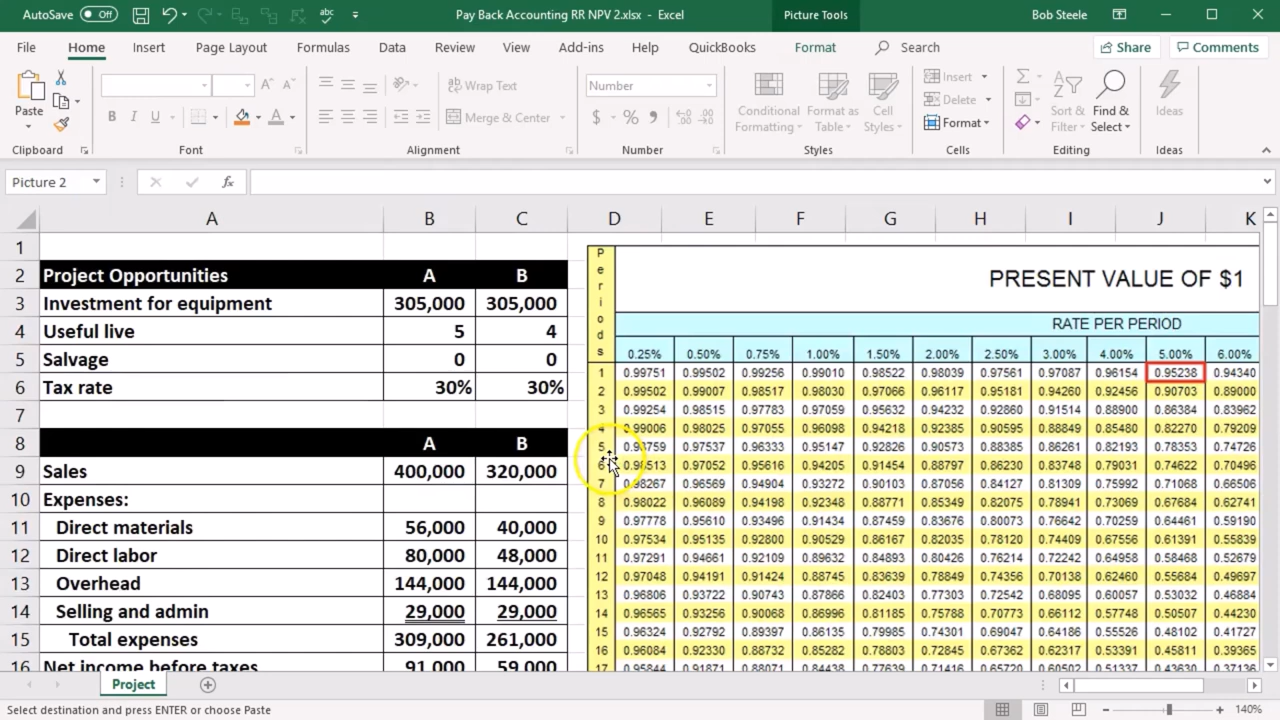 AutoSave Off Pay Back Accounting RR NPV 2.xlsx - Excel Picture Tools Bob Steele
File Home Insert Page Layout Formulas Data Review View Add-ins Help QuickBooks Format Search Share Comments
Paste
Clipboard
B I U A
Font
Wrap Text
Merge & Center
Alignment
Number
$ % ,
Number
Conditional Formatting
Format as Table
Cell Styles
Styles
Insert
Delete
Format
Cells
Sort & Filter
Find & Select
Editing
Ideas
Ideas
Picture 2 fx
A B C D E F G H I J K
1
2 Project Opportunities A B
3 Investment for equipment 305,000 305,000
4 Useful live 5 4
5 Salvage 0 0
6 Tax rate 30% 30%
7
8 A B
9 Sales 400,000 320,000
10 Expenses:
11 Direct materials 56,000 40,000
12 Direct labor 80,000 48,000
13 Overhead 144,000 144,000
14 Selling and admin 29,000 29,000
15 Total expenses 309,000 261,000
16 Net income before taxes 91,000 59,000
Periods
PRESENT VALUE OF $1
RATE PER PERIOD
0.25% 0.50% 0.75% 1.00% 1.50% 2.00% 2.50% 3.00% 4.00% 5.00% 6.00%
1 0.99751 0.99502 0.99256 0.99010 0.98522 0.98039 0.97561 0.97087 0.96154 0.95238 0.94340
2 0.99502 0.99007 0.98517 0.98030 0.97066 0.96117 0.95181 0.94260 0.92456 0.90703 0.89000
3 0.99254 0.98515 0.97783 0.97059 0.95632 0.94232 0.92860 0.91514 0.88900 0.86384 0.83962
4 0.99006 0.98025 0.97055 0.96098 0.94218 0.92385 0.90595 0.88849 0.85480 0.82270 0.79209
5 0.98759 0.97537 0.96333 0.95147 0.92826 0.90573 0.88385 0.86261 0.82193 0.78353 0.74726
6 0.98513 0.97052 0.95616 0.94205 0.91454 0.88797 0.86230 0.83748 0.79031 0.74622 0.70496
7 0.98267 0.96569 0.94904 0.93272 0.90103 0.87056 0.84127 0.81309 0.75992 0.71068 0.66506
8 0.98022 0.96089 0.94198 0.92348 0.88771 0.85349 0.82075 0.78941 0.73069 0.67684 0.62741
9 0.97778 0.95610 0.93496 0.91434 0.87459 0.83676 0.80073 0.76642 0.70259 0.64461 0.59190
10 0.97534 0.95135 0.92800 0.90529 0.86167 0.82035 0.78120 0.74409 0.67556 0.61391 0.55839
11 0.97291 0.94661 0.92109 0.89632 0.84893 0.80426 0.76214 0.72242 0.64958 0.58468 0.52679
12 0.97048 0.94191 0.91424 0.88745 0.83639 0.78849 0.74356 0.70138 0.62460 0.55684 0.49697
13 0.96806 0.93722 0.90743 0.87866 0.82403 0.77303 0.72542 0.68095 0.60057 0.53032 0.46884
14 0.96565 0.93256 0.90068 0.86996 0.81185 0.75788 0.70773 0.66112 0.57748 0.50507 0.44230
15 0.96324 0.92792 0.89397 0.86135 0.79985 0.74301 0.69047 0.64186 0.55526 0.48102 0.41727
16 0.96084 0.92330 0.88732 0.85282 0.78803 0.72845 0.67362 0.62317 0.53391 0.45811 0.39365
17 0.95844 0.91871 0.88071 0.84438 0.77639 0.71416 0.65720 0.60502 0.51337 0.43630 0.37136
Project
Select destination and press ENTER or choose Paste 140%